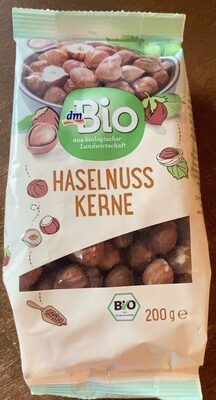 dm
Bio
aus biologischer
Landwirtschaft
HASELNUSS
KERNE
BIO
200 g e